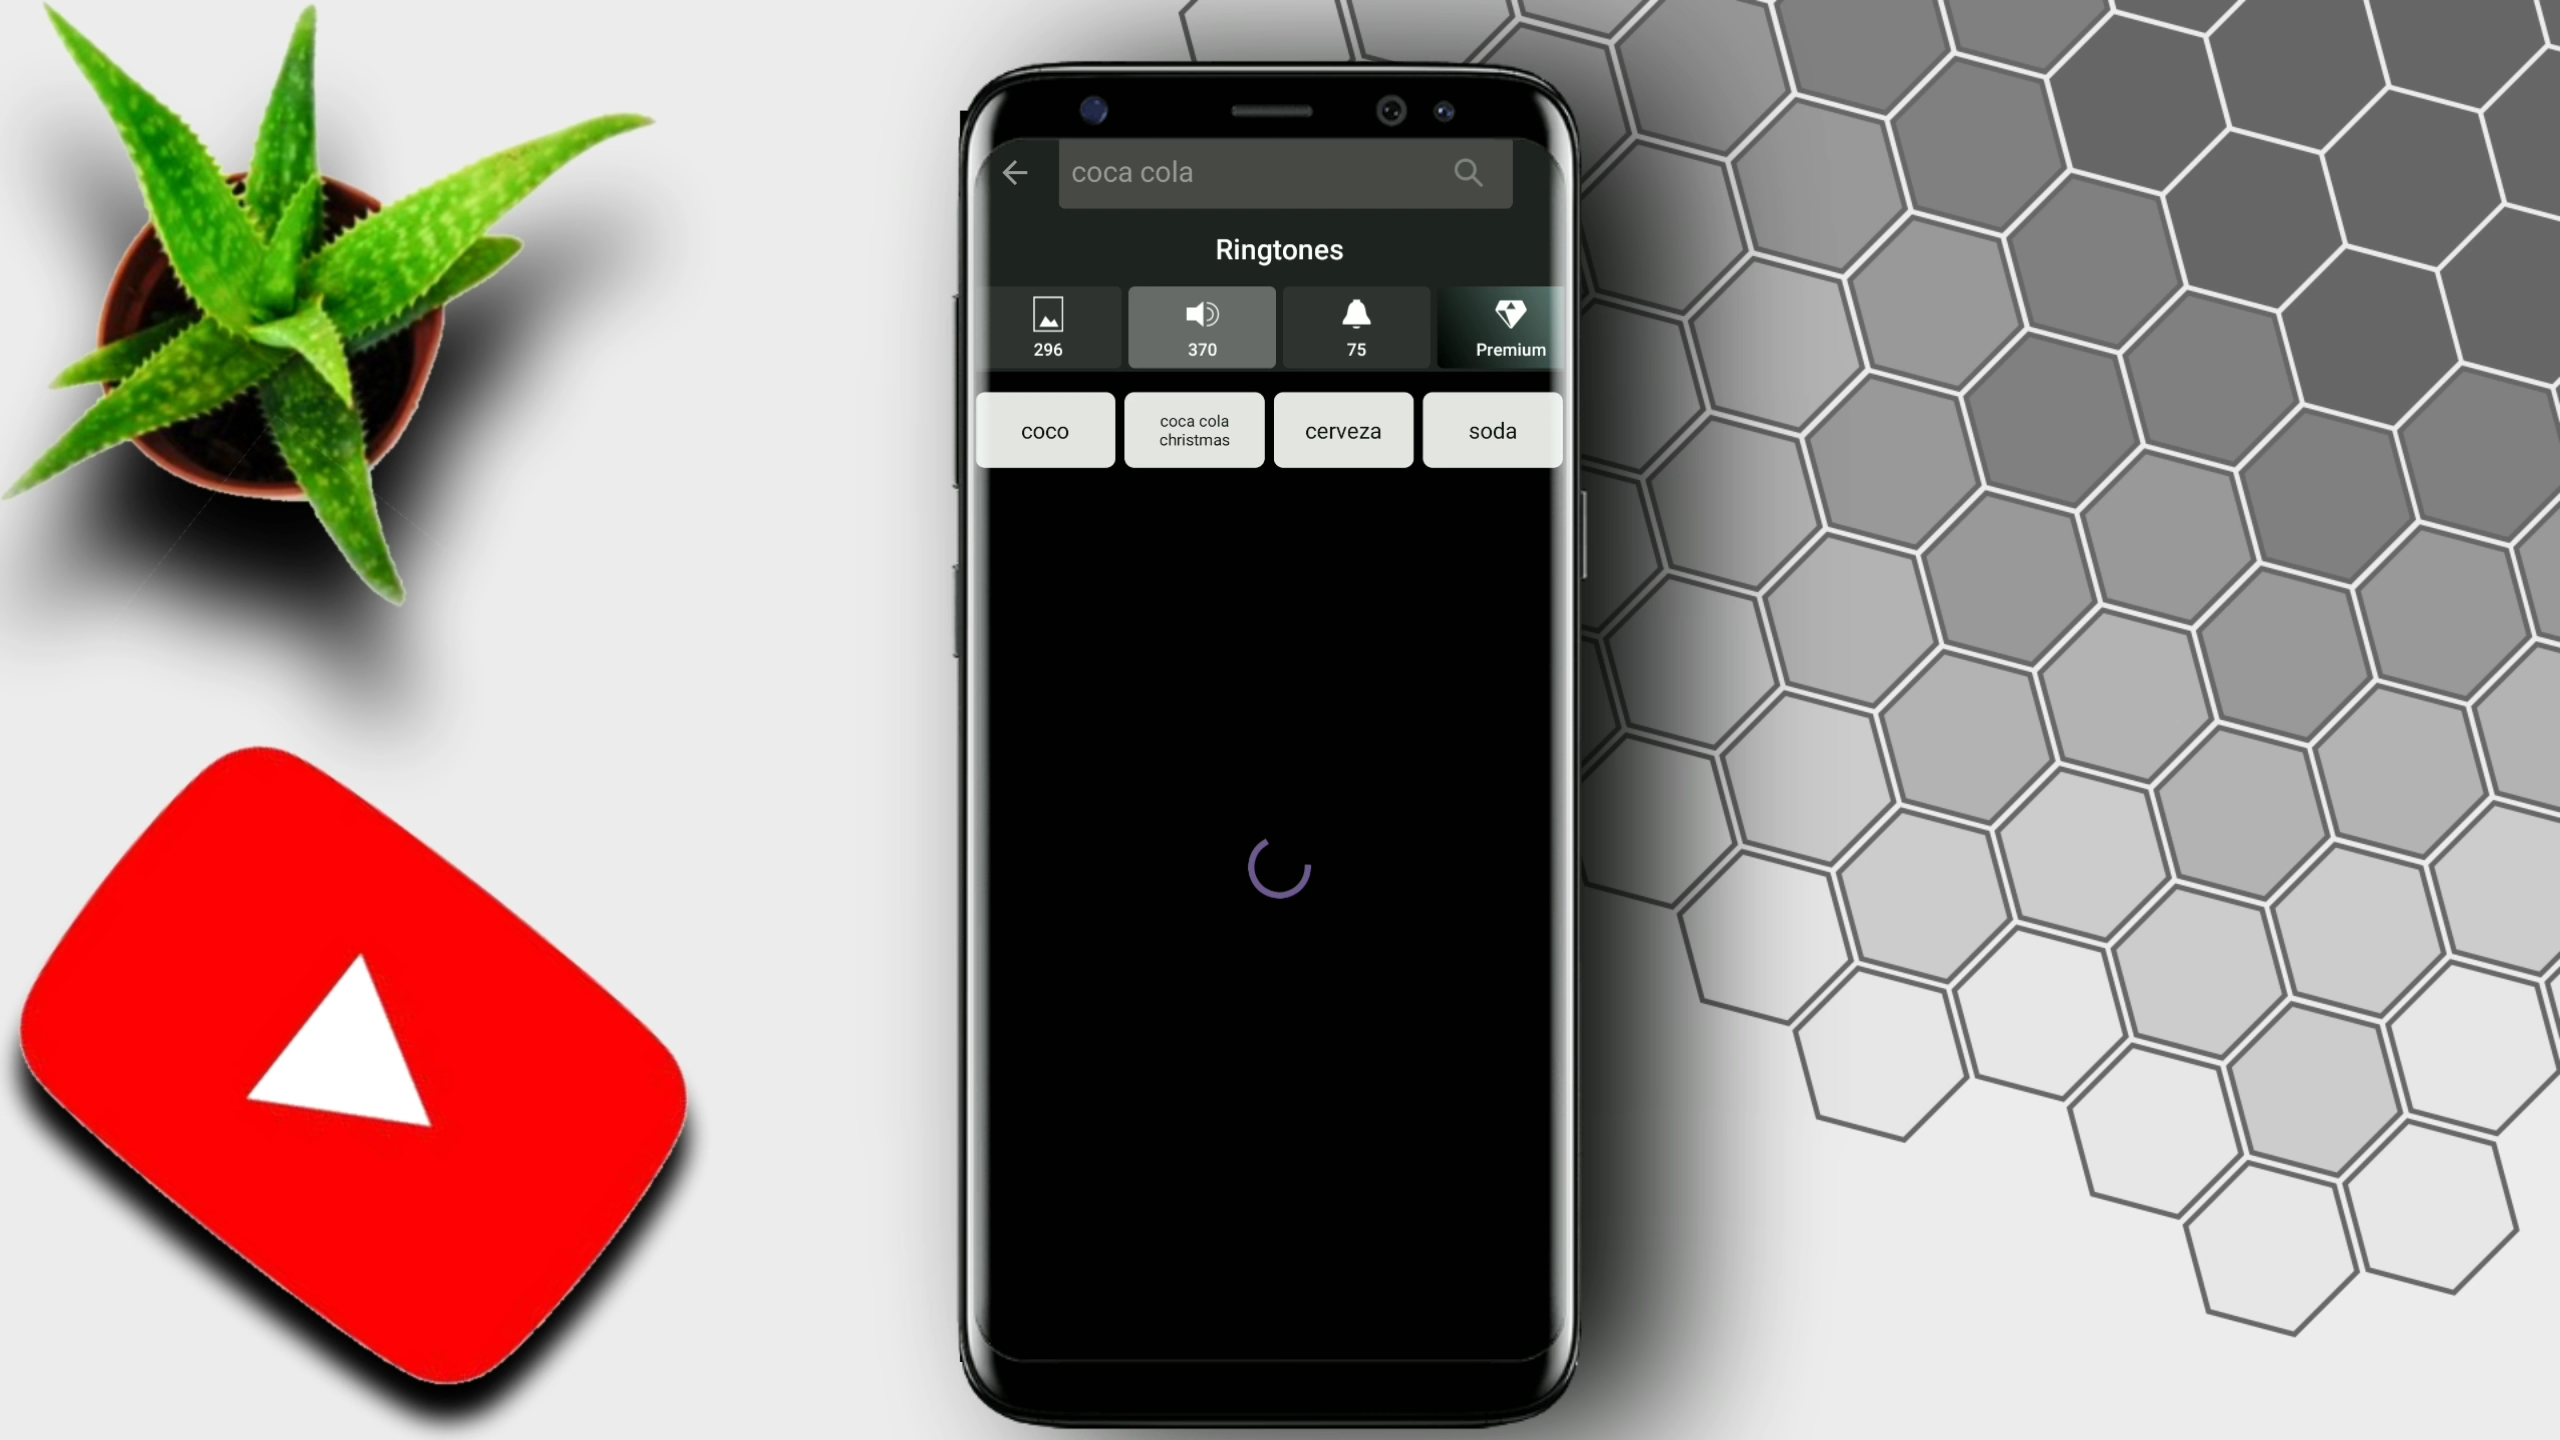 coca cola
Ringtones
296
370
75
Premium
coco
coca cola
christmas
cerveza
soda